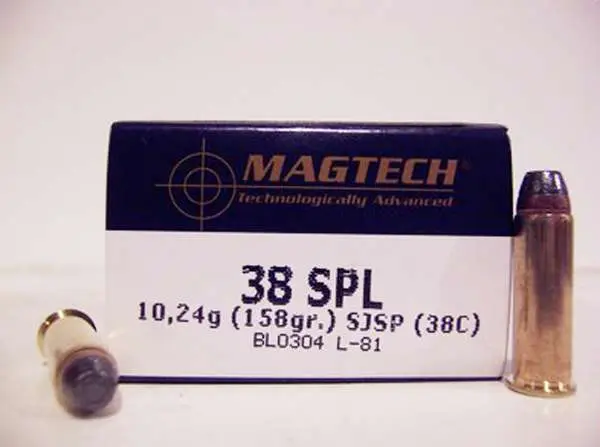 MAGTECH®
Technologically Advanced
38 SPL
10,24g (158gr.) SJSP (38C)
BL0304 L-81